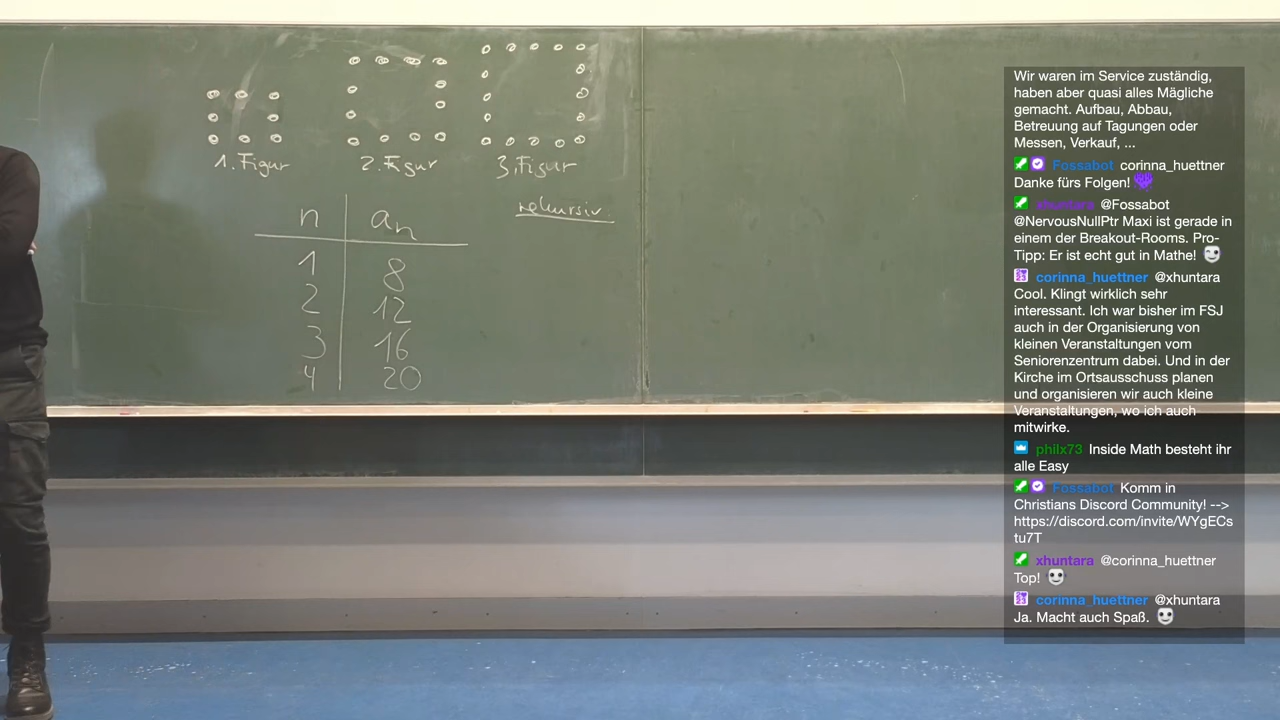 1. Figur
2. Figur
3. Figur
rekursiv.
n an
1 8
2 12
3 16
4 20
Wir waren im Service zuständig,
haben aber quasi alles Mägliche
gemacht. Aufbau, Abbau,
Betreuung auf Tagungen oder
Messen, Verkauf, ...
Fossabot corinna_huettner
Danke fürs Folgen!
xhuntara @Fossabot
@NervousNullPtr Maxi ist gerade in
einem der Breakout-Rooms. Pro-
Tipp: Er ist echt gut in Mathe!
corinna_huettner @xhuntara
Cool. Klingt wirklich sehr
interessant. Ich war bisher im FSJ
auch in der Organisierung von
kleinen Veranstaltungen vom
Seniorenzentrum dabei. Und in der
Kirche im Ortsausschuss planen
und organisieren wir auch kleine
Veranstaltungen, wo ich auch
mitwirke.
philx73 Inside Math besteht ihr
alle Easy
Fossabot Komm in
Christians Discord Community! -->
https://discord.com/invite/WYgECs
tu7T
xhuntara @corinna_huettner
Top!
corinna_huettner @xhuntara
Ja. Macht auch Spaß.